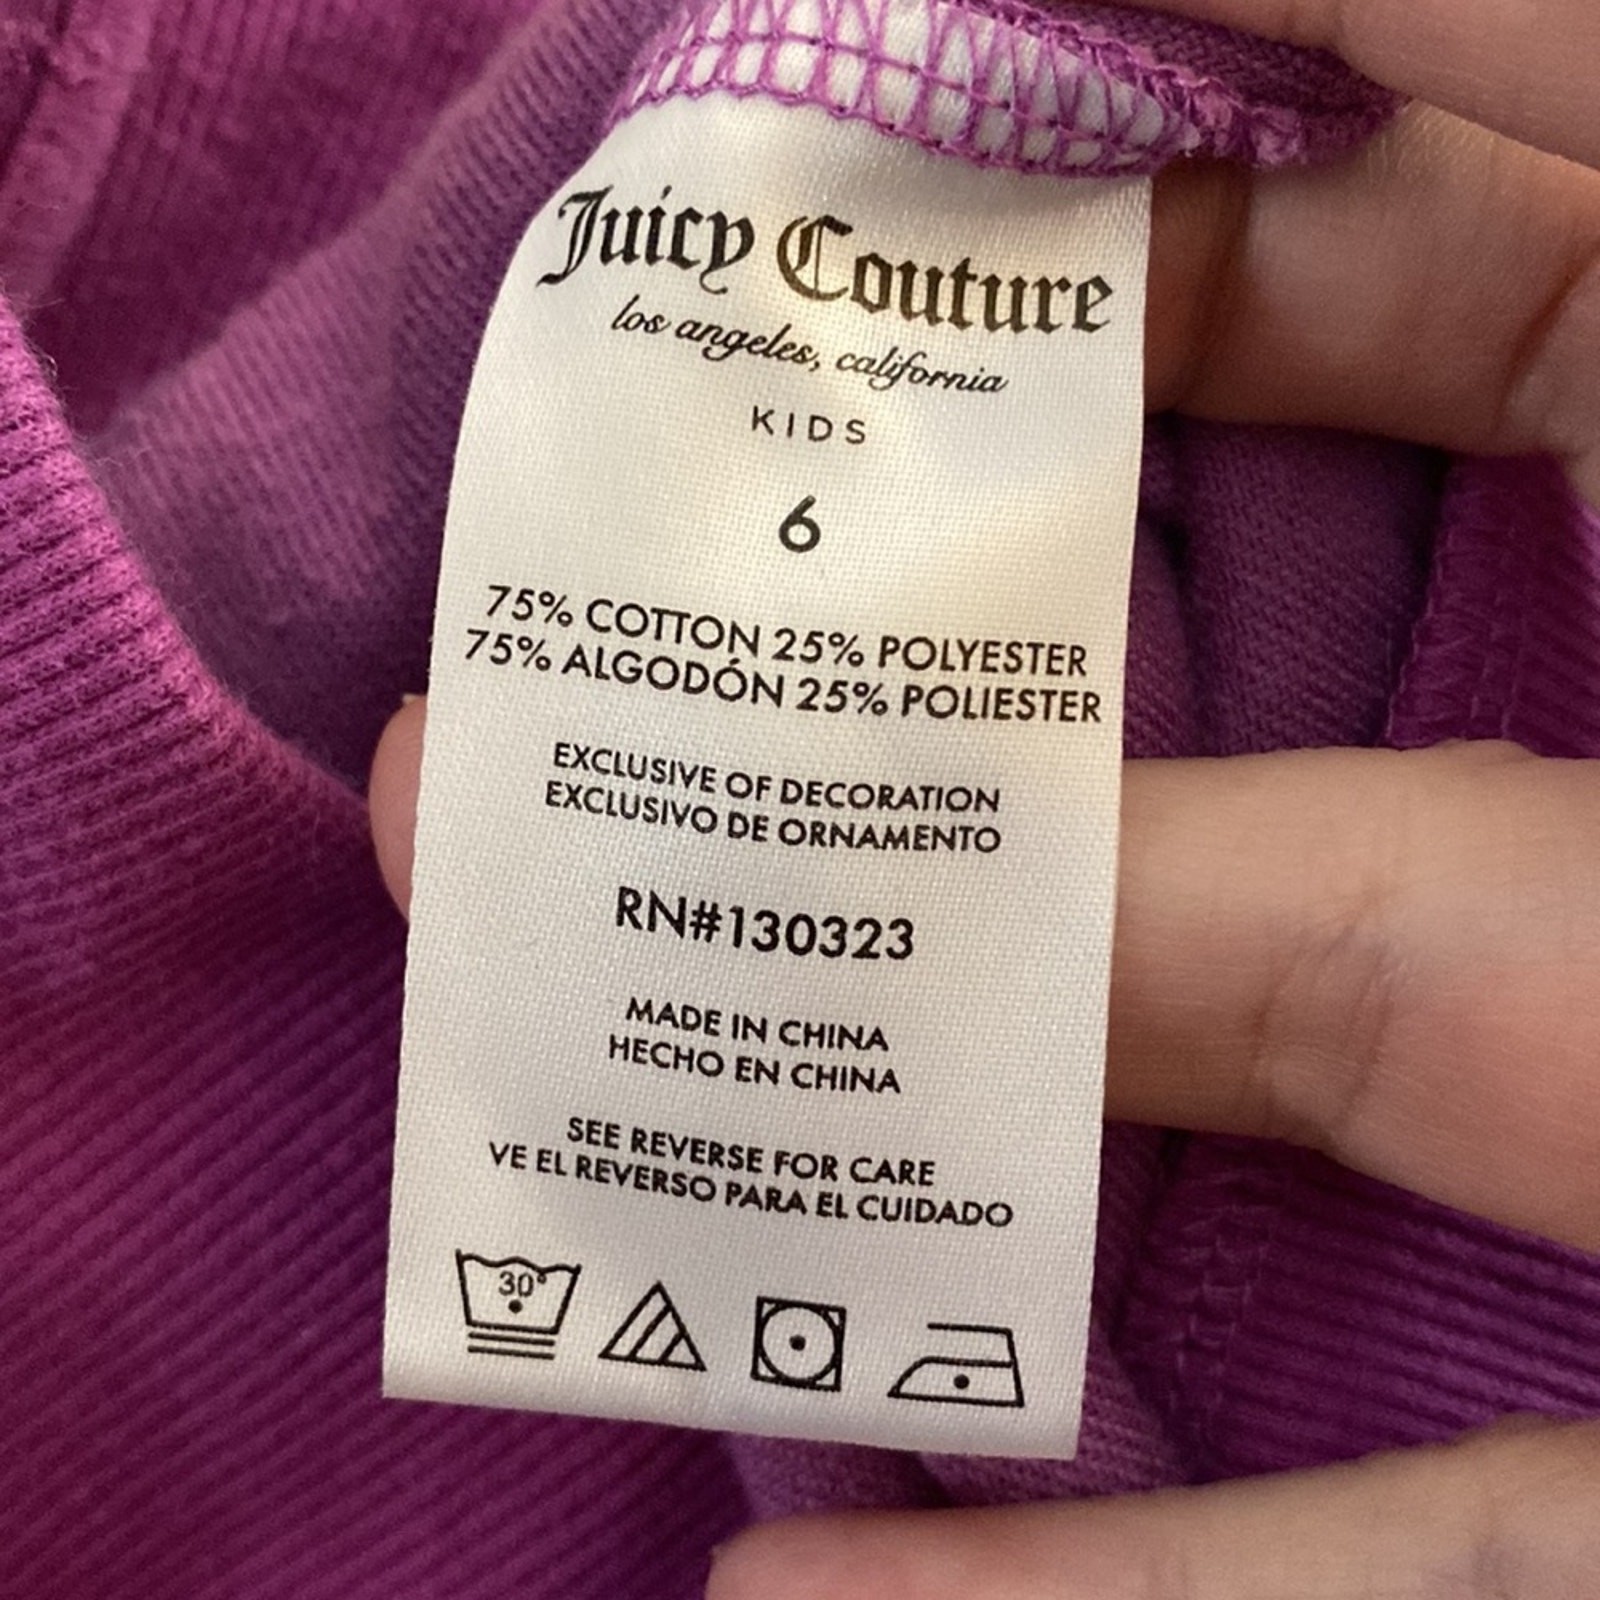 Juicy Couture
los angeles, california
KIDS
6
75% COTTON 25% POLYESTER
75% ALGODÓN 25% POLIESTER
EXCLUSIVE OF DECORATION
EXCLUSIVO DE ORNAMENTO
RN#130323
MADE IN CHINA
HECHO EN CHINA
SEE REVERSE FOR CARE
VE EL REVERSO PARA EL CUIDADO
30°